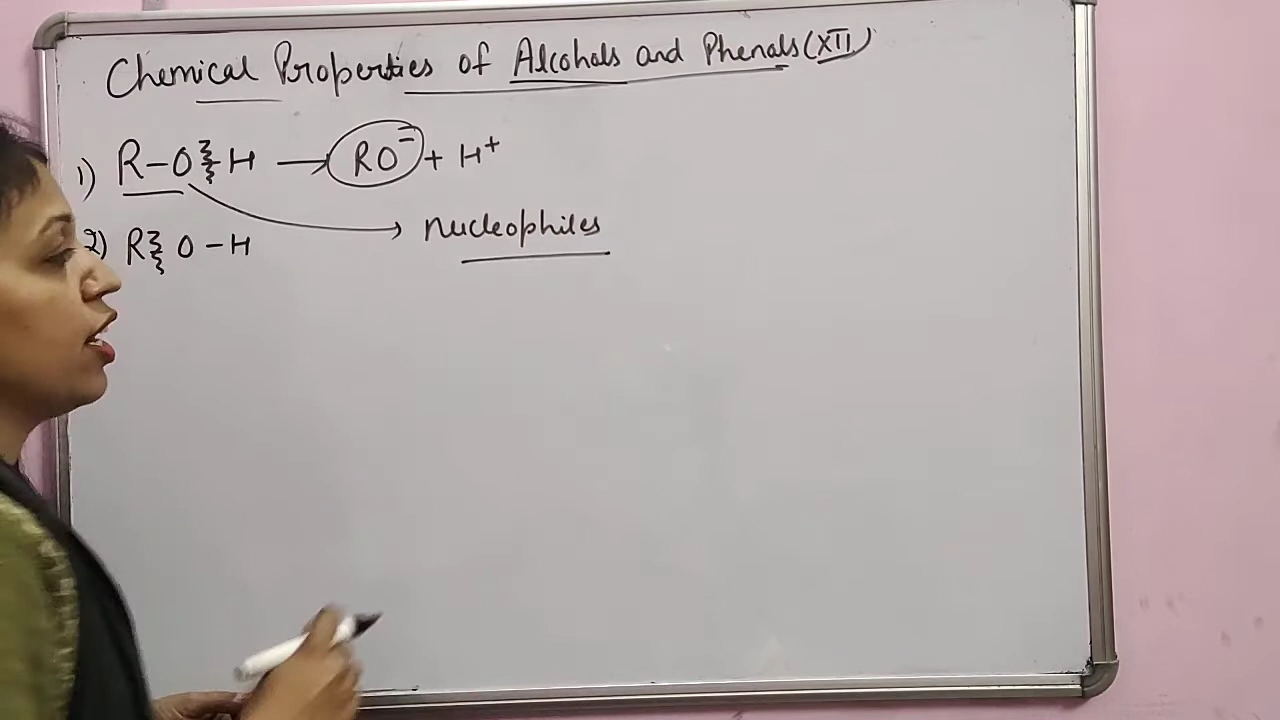 Chemical Properties of Alcohols and Phenols (XII)
1) R-O⌇H → RO⁻ + H⁺
nucleophiles
2) R⌇O-H